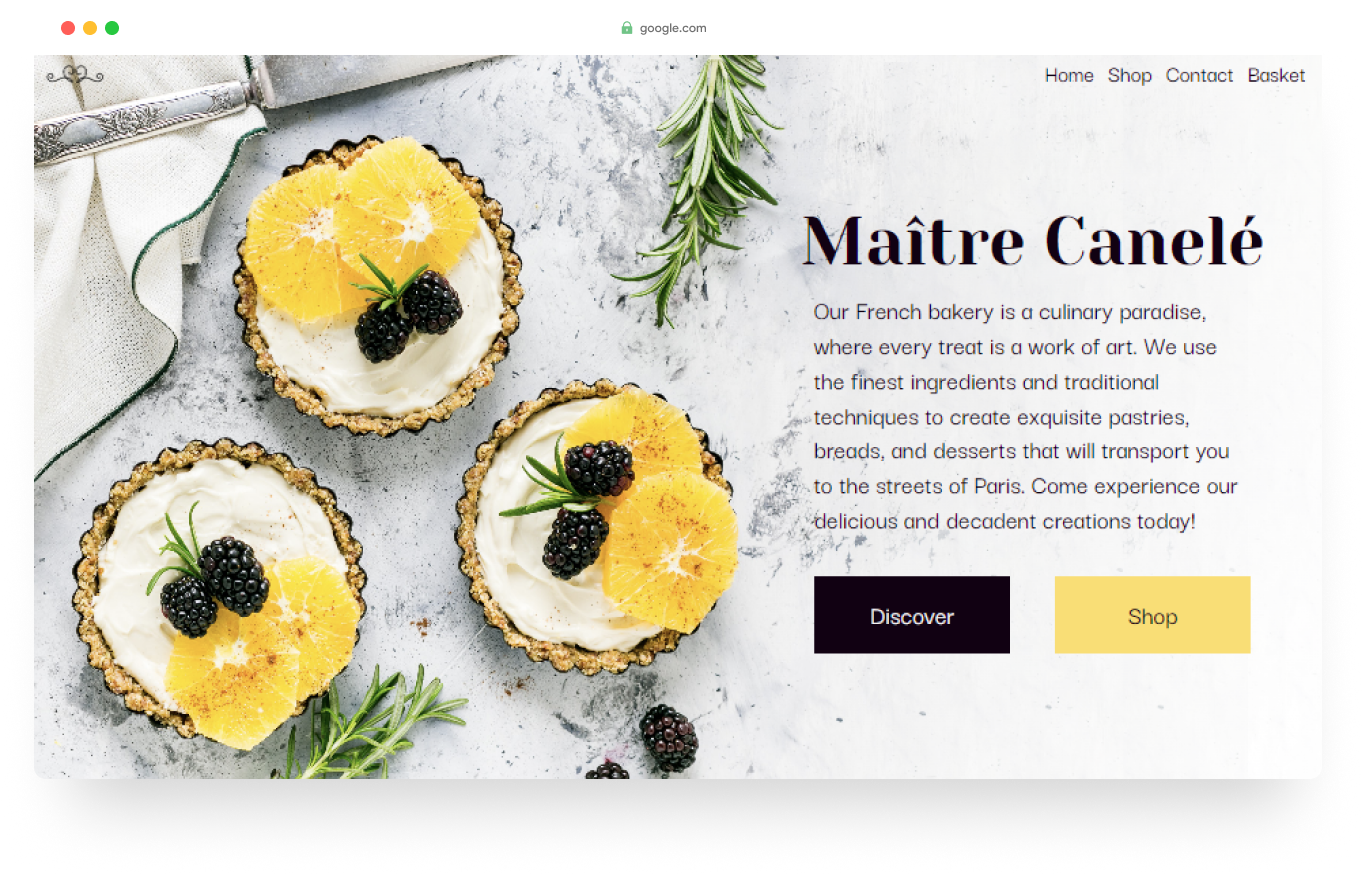 google.com
Home Shop Contact Basket
Maître Canelé
Our French bakery is a culinary paradise,
where every treat is a work of art. We use
the finest ingredients and traditional
techniques to create exquisite pastries,
breads, and desserts that will transport you
to the streets of Paris. Come experience our
delicious and decadent creations today!
Discover
Shop